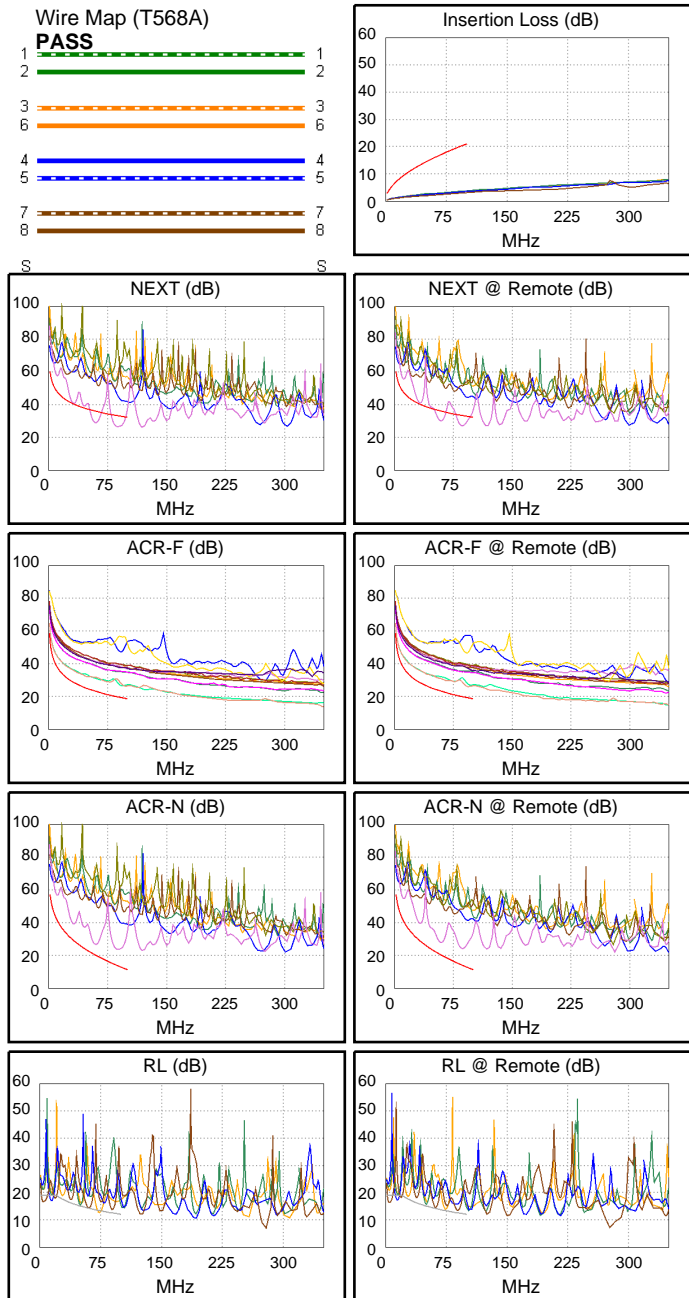 Wire Map (T568A)
PASS
1 1
2 2
3 3
6 6
4 4
5 5
7 7
8 8
S S
Insertion Loss (dB)
60
50
40
30
20
10
0
0 75 150 225 300
MHz
NEXT (dB)
100
80
60
40
20
0
0 75 150 225 300
MHz
NEXT @ Remote (dB)
100
80
60
40
20
0
0 75 150 225 300
MHz
ACR-F (dB)
100
80
60
40
20
0
0 75 150 225 300
MHz
ACR-F @ Remote (dB)
100
80
60
40
20
0
0 75 150 225 300
MHz
ACR-N (dB)
100
80
60
40
20
0
0 75 150 225 300
MHz
ACR-N @ Remote (dB)
100
80
60
40
20
0
0 75 150 225 300
MHz
RL (dB)
60
50
40
30
20
10
0
0 75 150 225 300
MHz
RL @ Remote (dB)
60
50
40
30
20
10
0
0 75 150 225 300
MHz